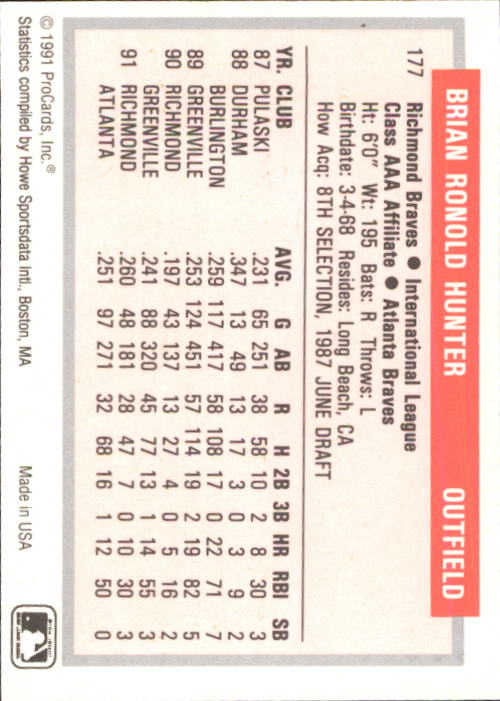 BRIAN RONOLD HUNTER OUTFIELD
177 Richmond Braves ● International League
Class AAA Affiliate ● Atlanta Braves
Ht: 6'0" Wt: 195 Bats: R Throws: L
Birthdate: 3-4-68 Resides: Long Beach, CA
How Acq: 8TH SELECTION, 1987 JUNE DRAFT
YR. CLUB AVG. G AB R H 2B 3B HR RBI SB
87 PULASKI .231 65 251 38 58 10 2 8 30 3
88 DURHAM .347 13 49 13 17 3 0 3 9 2
BURLINGTON .259 117 417 58 108 17 0 22 71 7
89 GREENVILLE .253 124 451 57 114 19 2 19 82 5
90 RICHMOND .197 43 137 13 27 4 0 5 16 2
GREENVILLE .241 88 320 45 77 13 1 14 55 3
91 RICHMOND .260 48 181 28 47 7 0 10 30 3
ATLANTA .251 97 271 32 68 16 1 12 50 0
© 1991 ProCards, Inc.®
Statistics compiled by Howe Sportsdata Intl., Boston, MA Made in USA